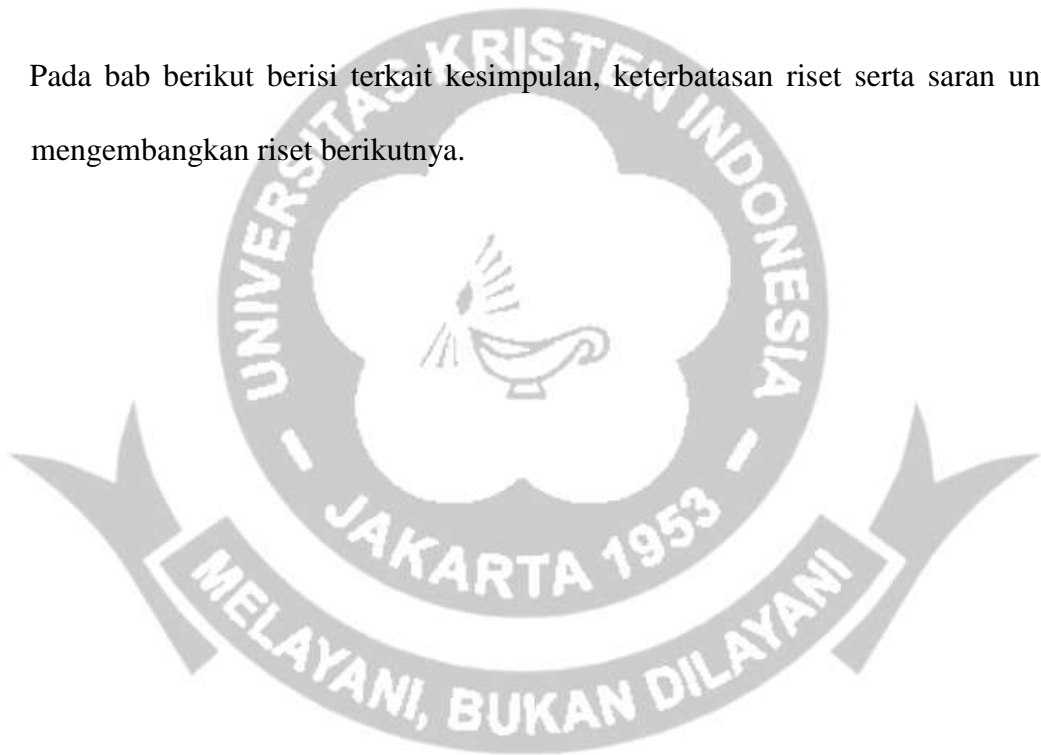 Pada bab berikut berisi terkait kesimpulan, keterbatasan riset serta saran un
mengembangkan riset berikutnya.
UNIVERSITAS KRISTEN INDONESIA
JAKARTA 1953
MELAYANI, BUKAN DILAYANI